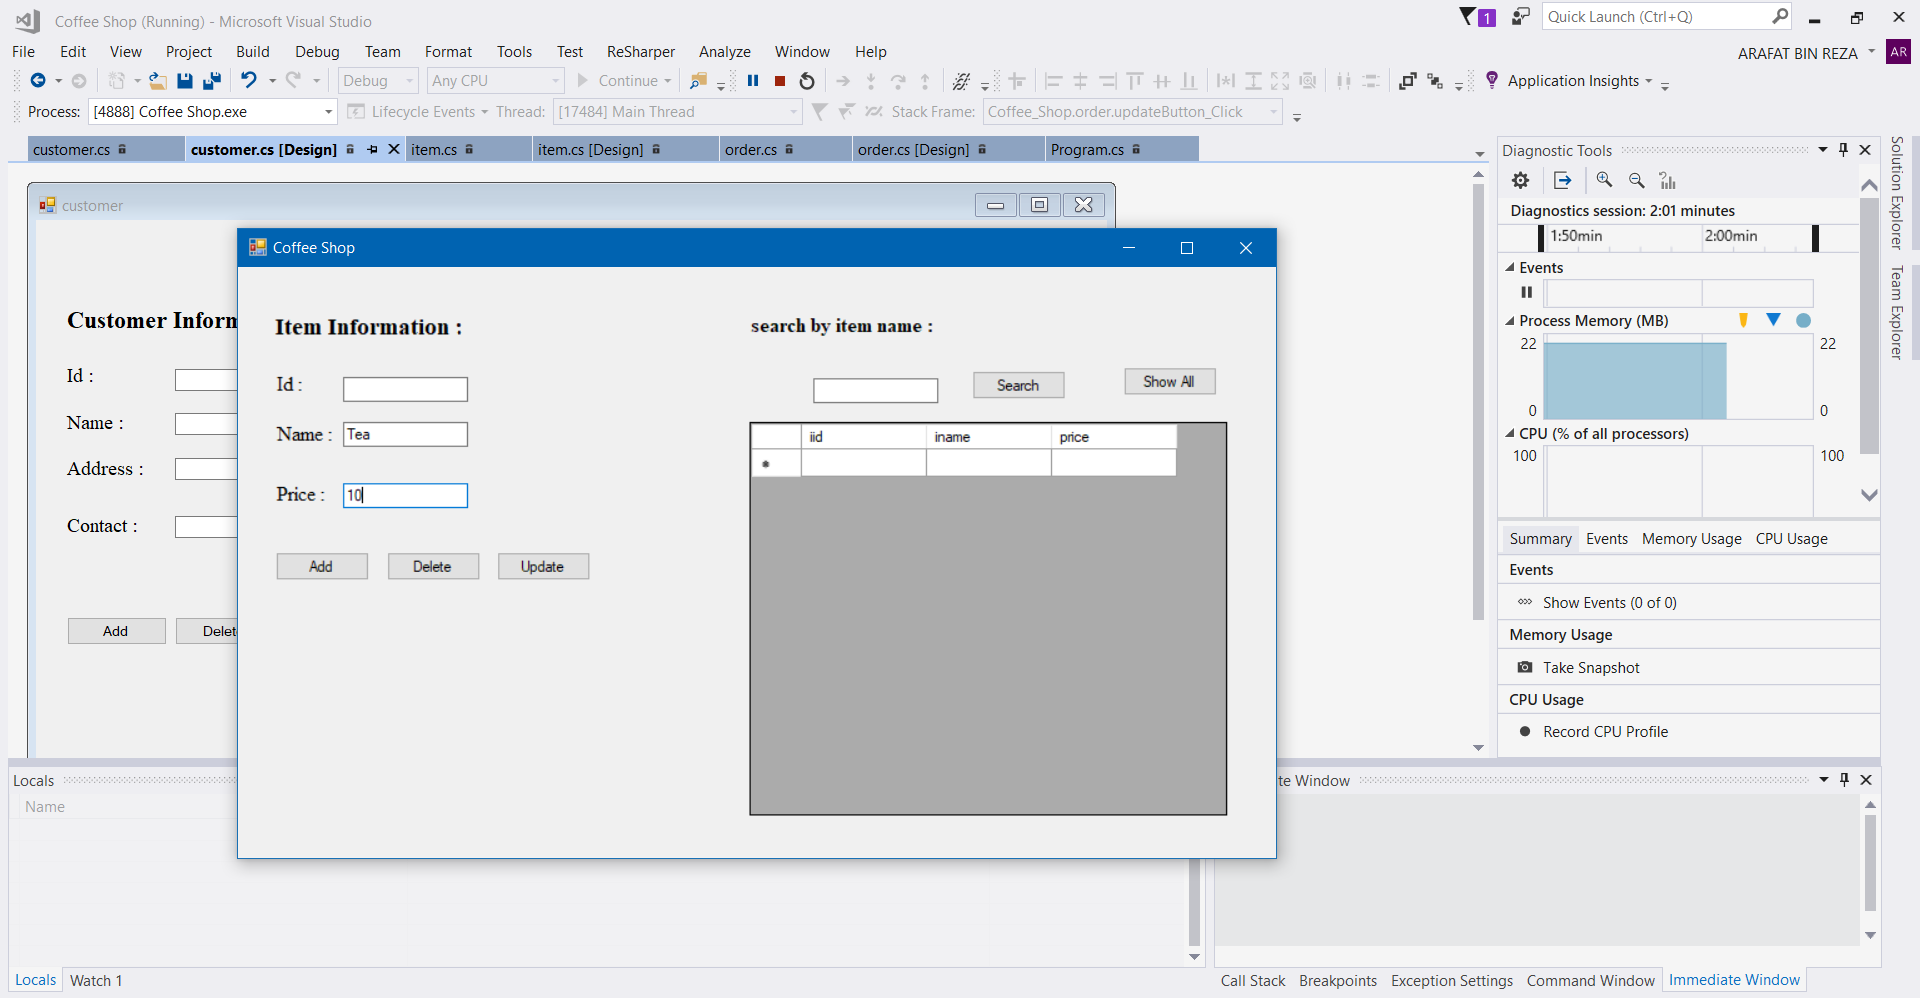 Coffee Shop (Running) - Microsoft Visual Studio
1
Quick Launch (Ctrl+Q)
File Edit View Project Build Debug Team Format Tools Test ReSharper Analyze Window Help
ARAFAT BIN REZA AR
Debug Any CPU Continue Application Insights
Process: [4888] Coffee Shop.exe Lifecycle Events Thread: [17484] Main Thread Stack Frame: Coffee_Shop.order.updateButton_Click
customer.cs customer.cs [Design] item.cs item.cs [Design] order.cs order.cs [Design] Program.cs
customer
Customer Inform
Id :
Name :
Address :
Contact :
Add Delet
Coffee Shop
Item Information :
Id :
Name : Tea
Price : 10
Add Delete Update
search by item name :
Search Show All
iid iname price
*
Diagnostic Tools
Diagnostics session: 2:01 minutes
1:50min 2:00min
Events
Process Memory (MB)
22 22
0 0
CPU (% of all processors)
100 100
Summary Events Memory Usage CPU Usage
Events
Show Events (0 of 0)
Memory Usage
Take Snapshot
CPU Usage
Record CPU Profile
Solution Explorer
Team Explorer
Locals
Name
Locals Watch 1
te Window
Call Stack Breakpoints Exception Settings Command Window Immediate Window